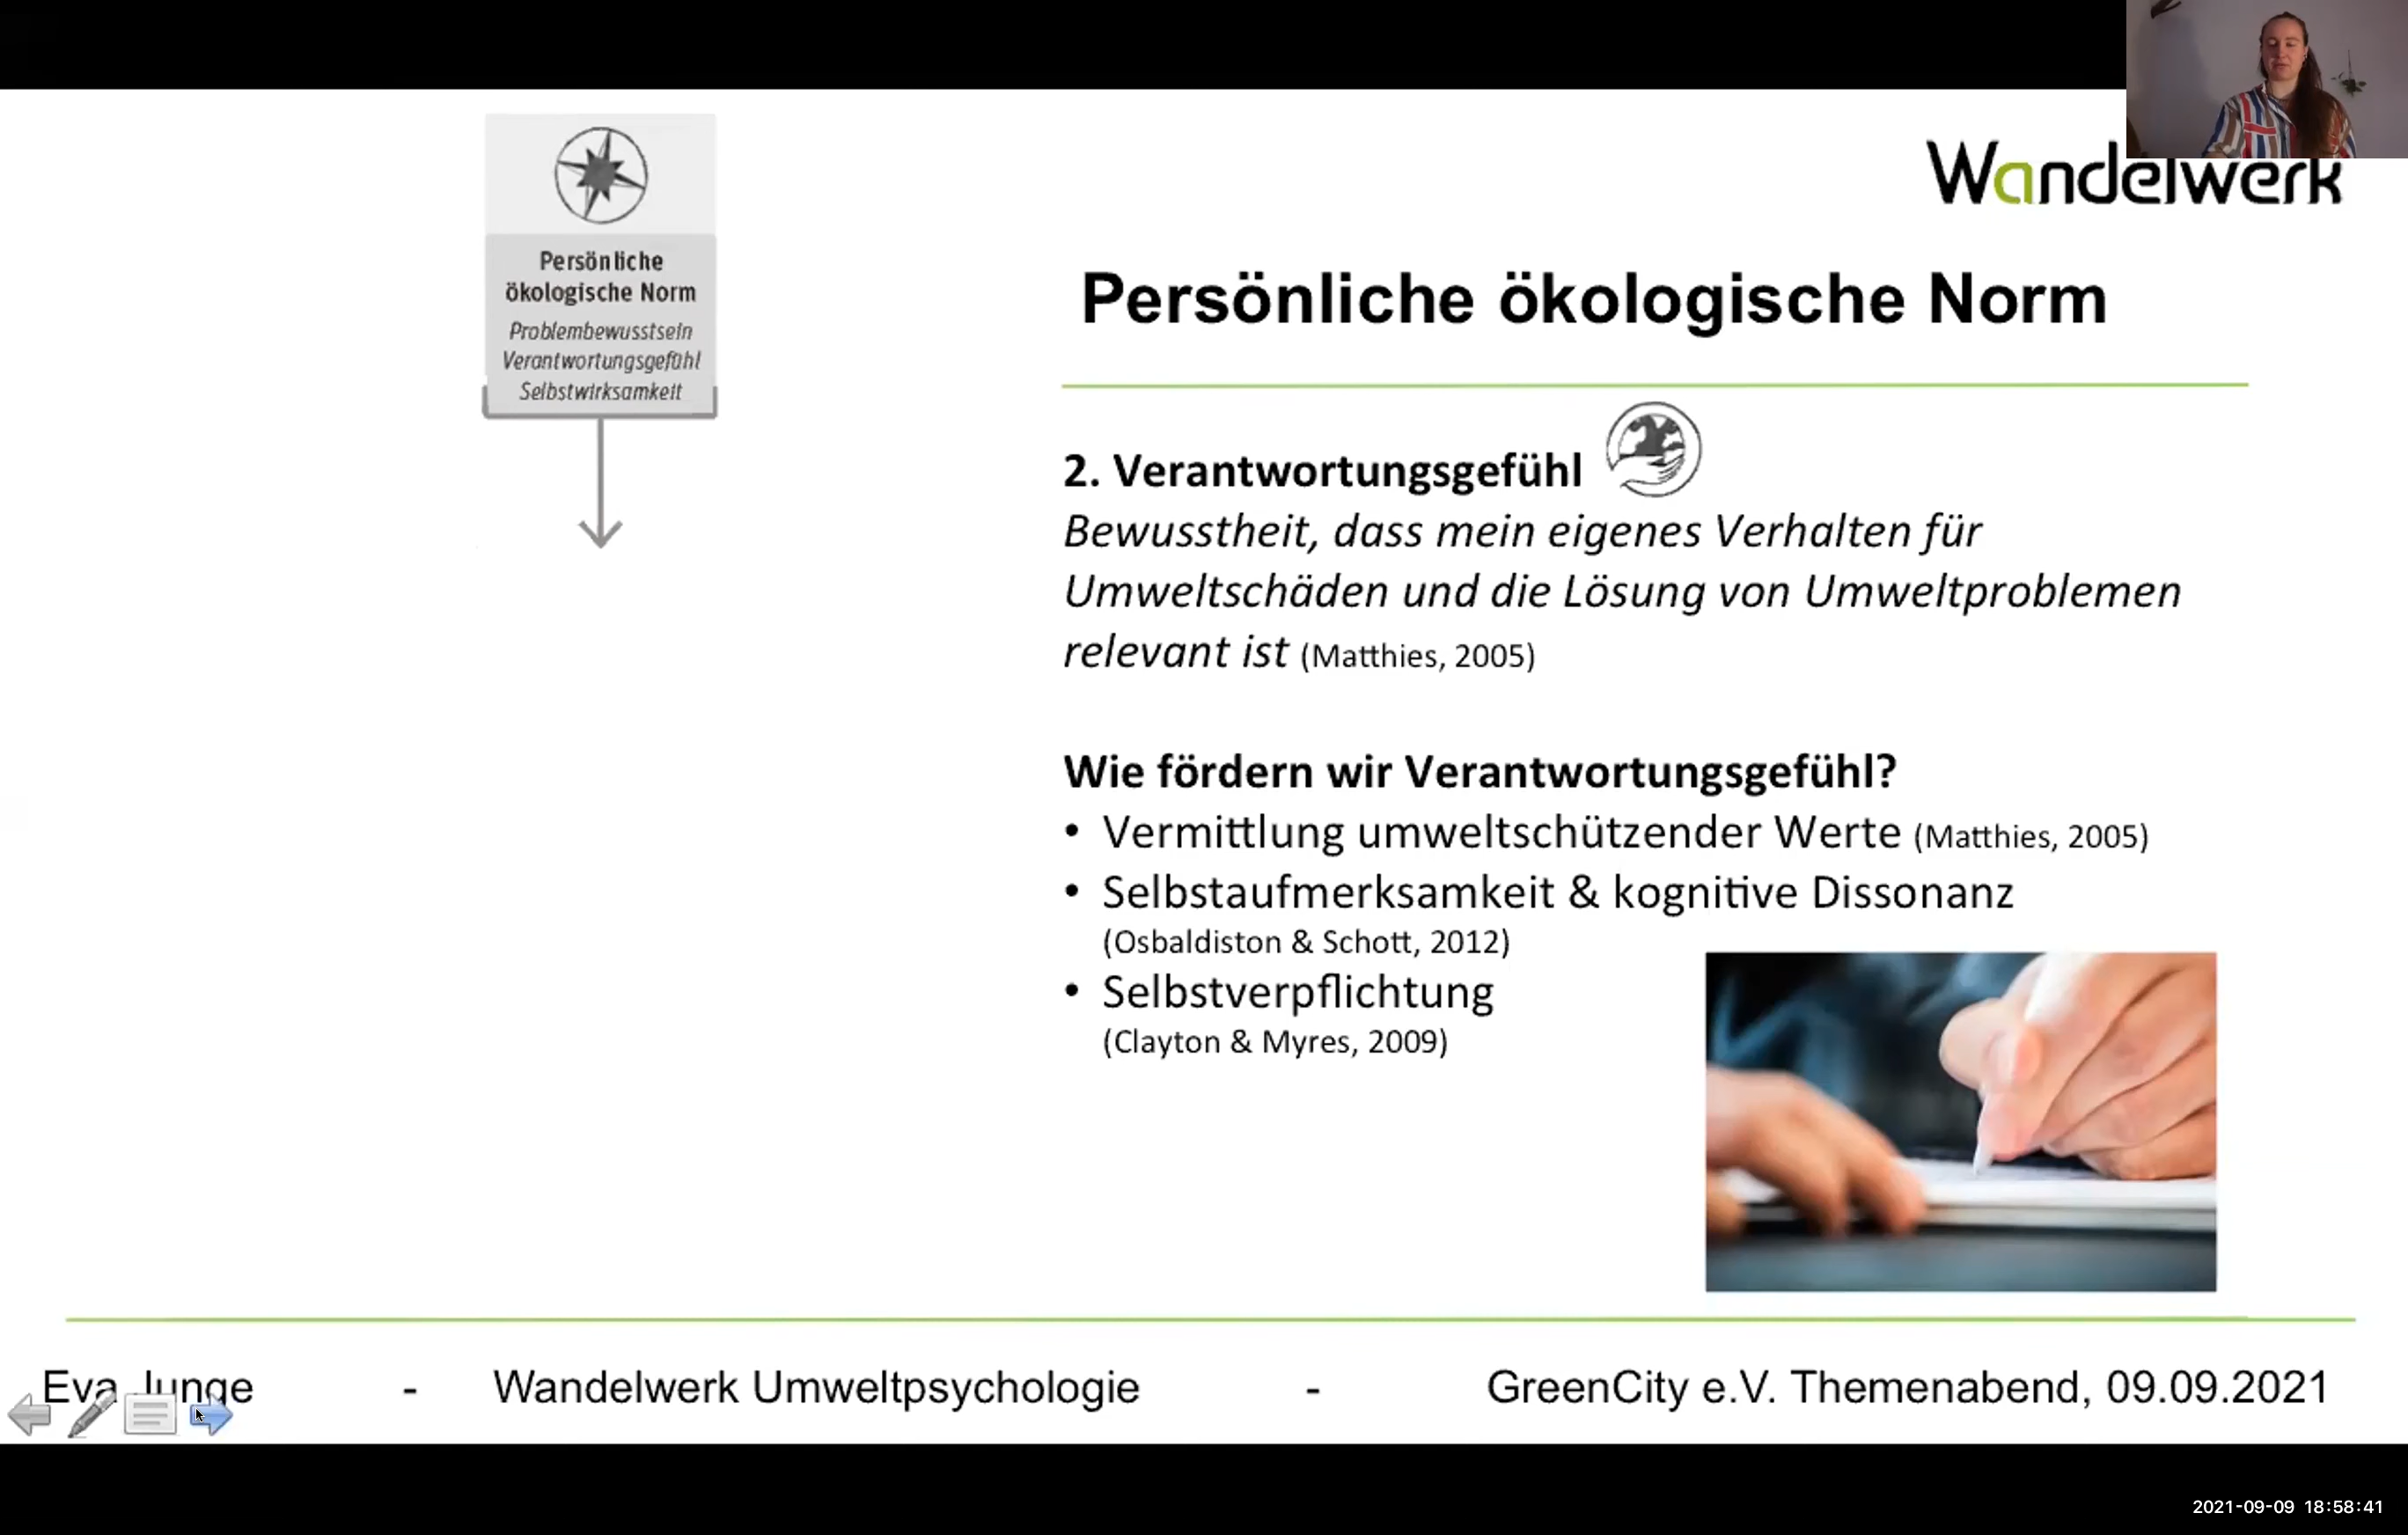 Wandelwerk
Persönliche
ökologische Norm
Problembewusstsein
Verantwortungsgefühl
Selbstwirksamkeit
Persönliche ökologische Norm
2. Verantwortungsgefühl
Bewusstheit, dass mein eigenes Verhalten für
Umweltschäden und die Lösung von Umweltproblemen
relevant ist (Matthies, 2005)
Wie fördern wir Verantwortungsgefühl?
• Vermittlung umweltschützender Werte (Matthies, 2005)
• Selbstaufmerksamkeit & kognitive Dissonanz
(Osbaldiston & Schott, 2012)
• Selbstverpflichtung
(Clayton & Myres, 2009)
Eva Junge - Wandelwerk Umweltpsychologie - GreenCity e.V. Themenabend, 09.09.2021
2021-09-09 18:58:41